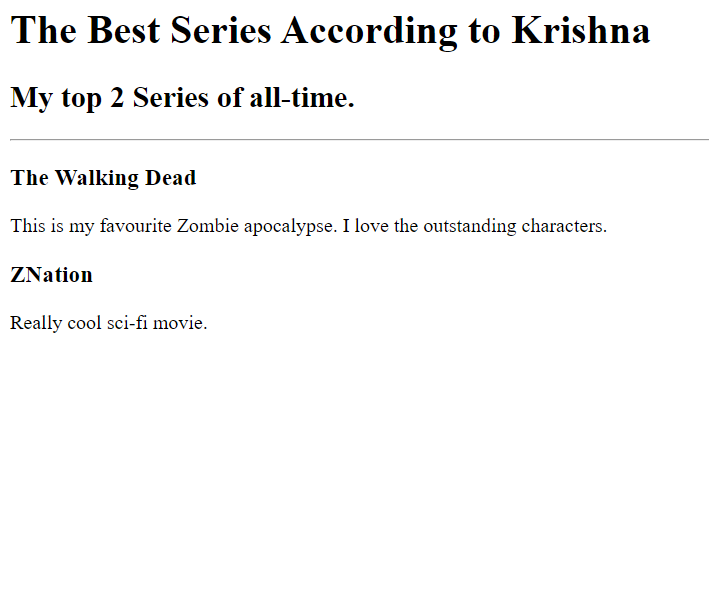 The Best Series According to Krishna
My top 2 Series of all-time.
The Walking Dead
This is my favourite Zombie apocalypse. I love the outstanding characters.
ZNation
Really cool sci-fi movie.